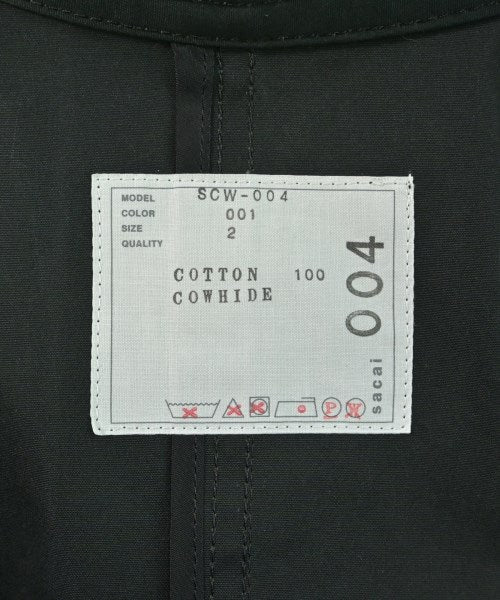 MODEL SCW-004
COLOR 001
SIZE 2
QUALITY
COTTON 100
COWHIDE
P W
sacai 004